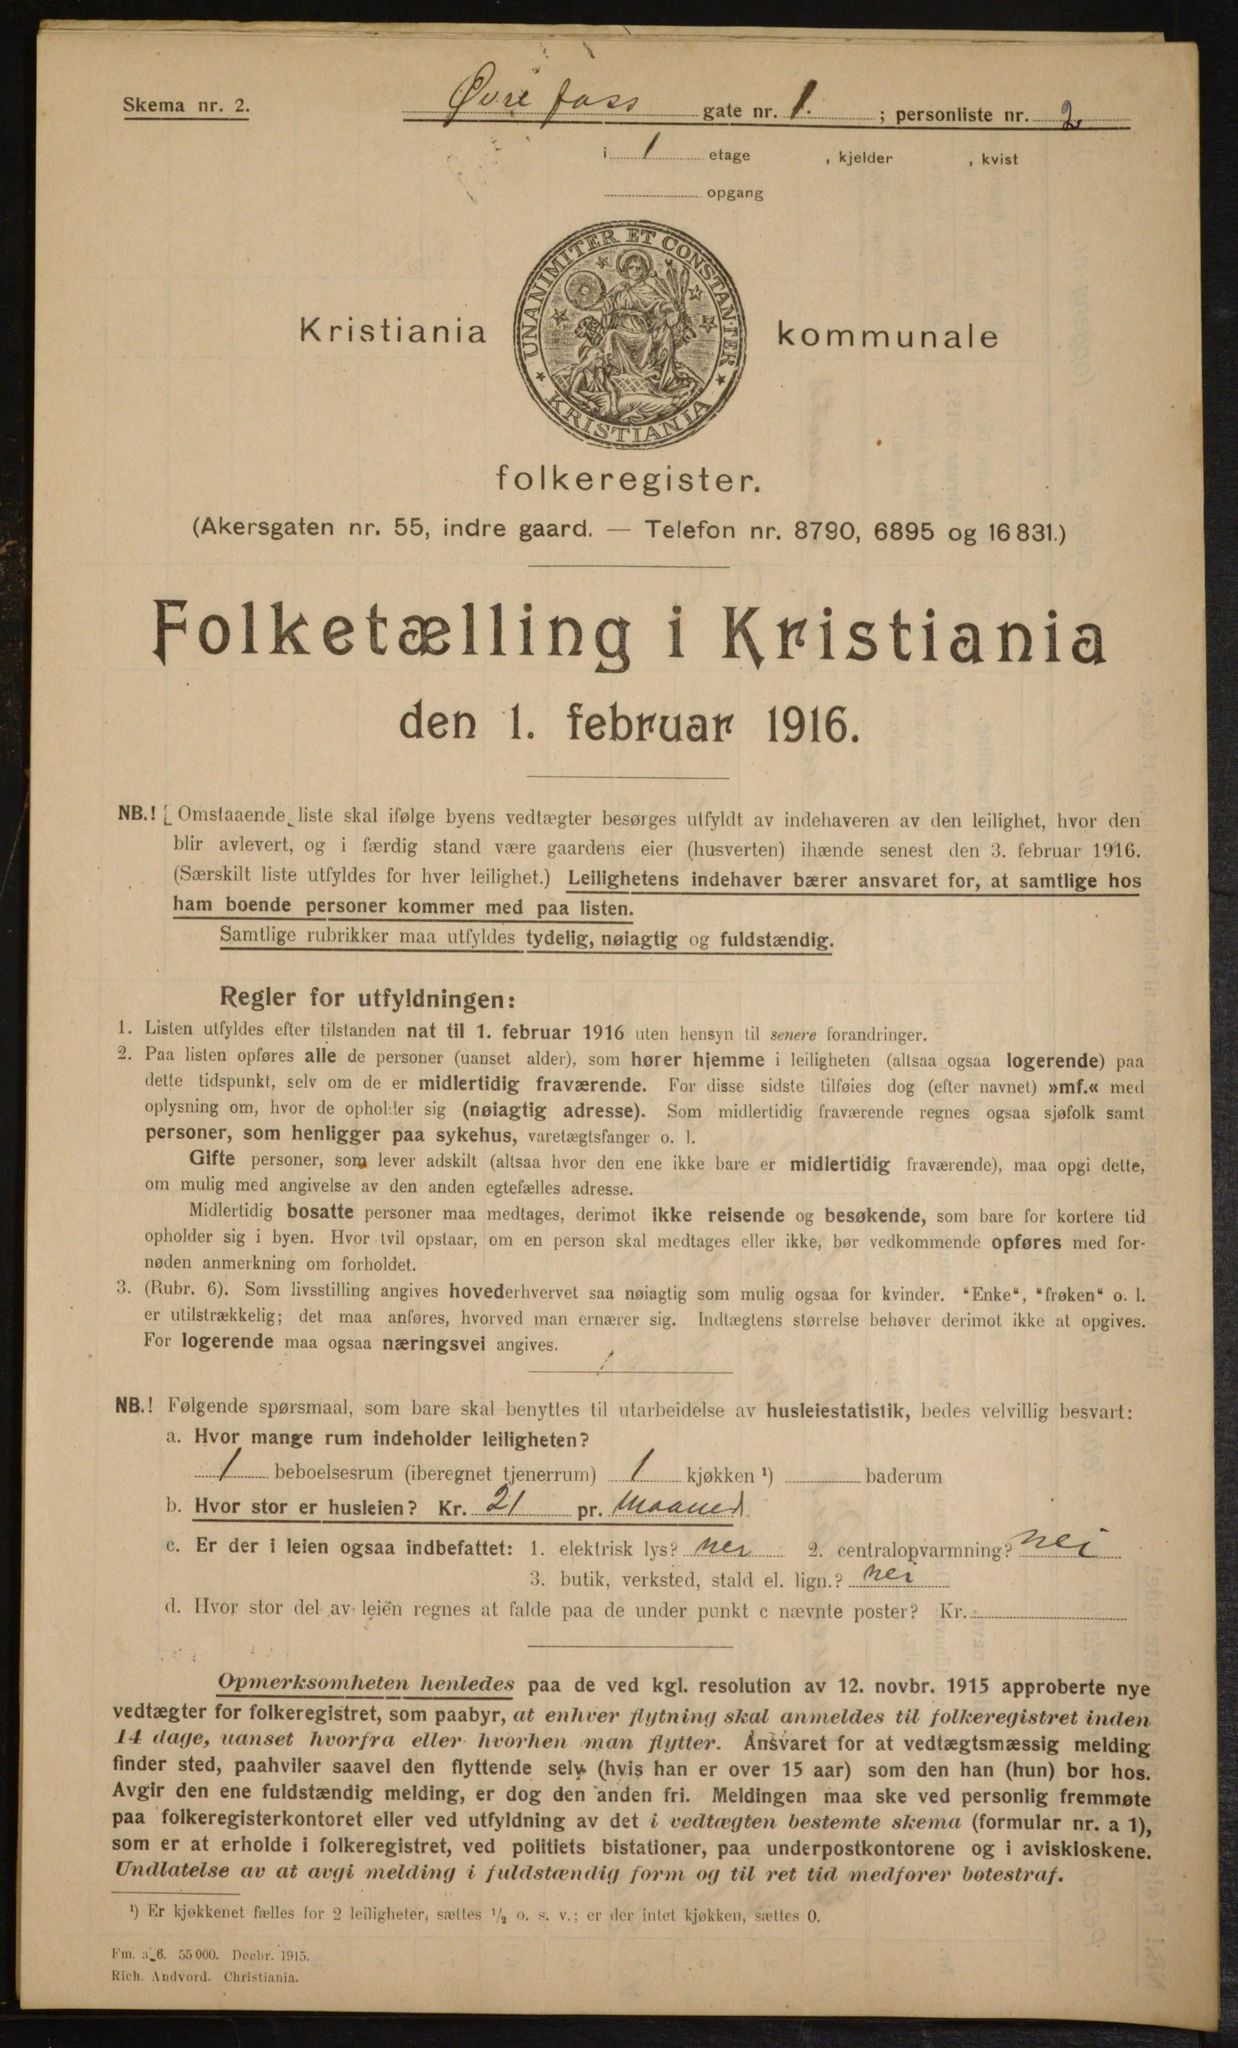 Skema nr. 2.
Øvre foss gate nr. 1. ; personliste nr. 2
i 1 etage , kjelder , kvist
opgang
UNANIMITER ET CONSTANTER
KRISTIANIA
Kristiania kommunale
folkeregister.
(Akersgaten nr. 55, indre gaard. — Telefon nr. 8790, 6895 og 16831.)
Folketælling i Kristiania
den 1. februar 1916.
NB.! [Omstaaende liste skal ifølge byens vedtægter besørges utfyldt av indehaveren av den leilighet, hvor den
blir avlevert, og i færdig stand være gaardens eier (husverten) ihænde senest den 3. februar 1916.
(Særskilt liste utfyldes for hver leilighet.) Leilighetens indehaver bærer ansvaret for, at samtlige hos
ham boende personer kommer med paa listen.
Samtlige rubrikker maa utfyldes tydelig, nøiagtig og fuldstændig.
Regler for utfyldningen:
1. Listen utfyldes efter tilstanden nat til 1. februar 1916 uten hensyn til senere forandringer.
2. Paa listen opføres alle de personer (uanset alder), som hører hjemme i leiligheten (altsaa ogsaa logerende) paa
dette tidspunkt, selv om de er midlertidig fraværende. For disse sidste tilføies dog (efter navnet) »mf.« med
oplysning om, hvor de opholder sig (nøiagtig adresse). Som midlertidig fraværende regnes ogsaa sjøfolk samt
personer, som henligger paa sykehus, varetægtsfanger o. l.
Gifte personer, som lever adskilt (altsaa hvor den ene ikke bare er midlertidig fraværende), maa opgi dette,
om mulig med angivelse av den anden egtefælles adresse.
Midlertidig bosatte personer maa medtages, derimot ikke reisende og besøkende, som bare for kortere tid
opholder sig i byen. Hvor tvil opstaar, om en person skal medtages eller ikke, bør vedkommende opføres med for-
nøden anmerkning om forholdet.
3. (Rubr. 6). Som livsstilling angives hovederhvervet saa nøiagtig som mulig ogsaa for kvinder. "Enke", "frøken" o. l.
er utilstrækkelig; det maa anføres, hvorved man ernærer sig. Indtægtens størrelse behøver derimot ikke at opgives.
For logerende maa ogsaa næringsvei angives.
NB.! Følgende spørsmaal, som bare skal benyttes til utarbeidelse av husleiestatistik, bedes velvillig besvart:
a. Hvor mange rum indeholder leiligheten?
1 beboelsesrum (iberegnet tjenerrum) 1 kjøkken ¹) baderum
b. Hvor stor er husleien? Kr. 21 pr. Maaned
c. Er der i leien ogsaa indbefattet: 1. elektrisk lys? nei 2. centralopvarmning? nei
3. butik, verksted, stald el. lign.? nei
d. Hvor stor del av leien regnes at falde paa de under punkt c nævnte poster? Kr.
Opmerksomheten henledes paa de ved kgl. resolution av 12. novbr. 1915 approberte nye
vedtægter for folkeregistret, som paabyr, at enhver flytning skal anmeldes til folkeregistret inden
14 dage, uanset hvorfra eller hvorhen man flytter. Ansvaret for at vedtægtsmæssig melding
finder sted, paahviler saavel den flyttende selv (hvis han er over 15 aar) som den han (hun) bor hos.
Avgir den ene fuldstændig melding, er dog den anden fri. Meldingen maa ske ved personlig fremmøte
paa folkeregisterkontoret eller ved utfyldning av det i vedtægten bestemte skema (formular nr. a 1),
som er at erholde i folkeregistret, ved politiets bistationer, paa underpostkontorene og i aviskioskene.
Undlatelse av at avgi melding i fuldstændig form og til ret tid medfører bøtestraf.
¹) Er kjøkkenet fælles for 2 leiligheter, sættes ½ o. s. v.; er der intet kjøkken, sættes 0.
Fm. a 6. 55000. Decbr. 1915.
Rich. Andvord. Christiania.